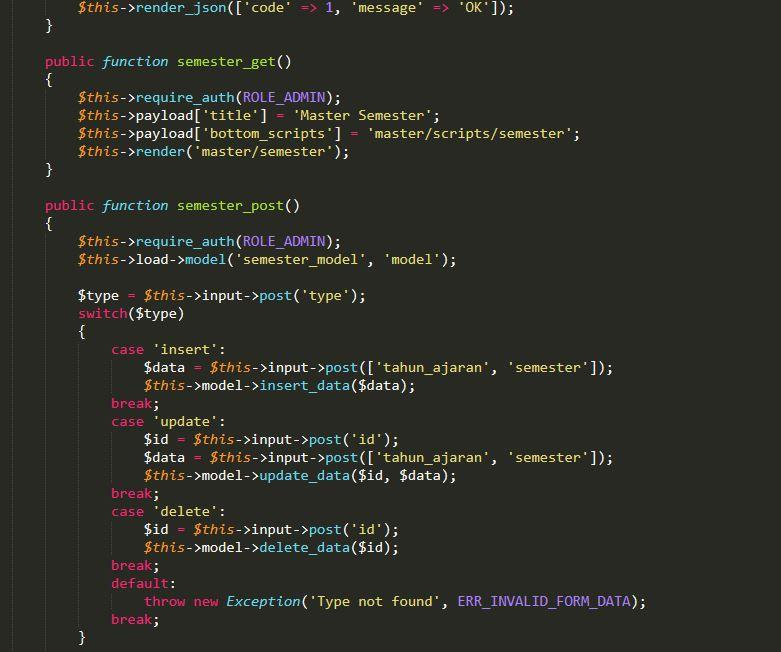 $this->render_json(['code' => 1, 'message' => 'OK']);
}
public function semester_get()
{
$this->require_auth(ROLE_ADMIN);
$this->payload['title'] = 'Master Semester';
$this->payload['bottom_scripts'] = 'master/scripts/semester';
$this->render('master/semester');
}
public function semester_post()
{
$this->require_auth(ROLE_ADMIN);
$this->load->model('semester_model', 'model');
$type = $this->input->post('type');
switch($type)
{
case 'insert':
$data = $this->input->post(['tahun_ajaran', 'semester']);
$this->model->insert_data($data);
break;
case 'update':
$id = $this->input->post('id');
$data = $this->input->post(['tahun_ajaran', 'semester']);
$this->model->update_data($id, $data);
break;
case 'delete':
$id = $this->input->post('id');
$this->model->delete_data($id);
break;
default:
throw new Exception('Type not found', ERR_INVALID_FORM_DATA);
break;
}